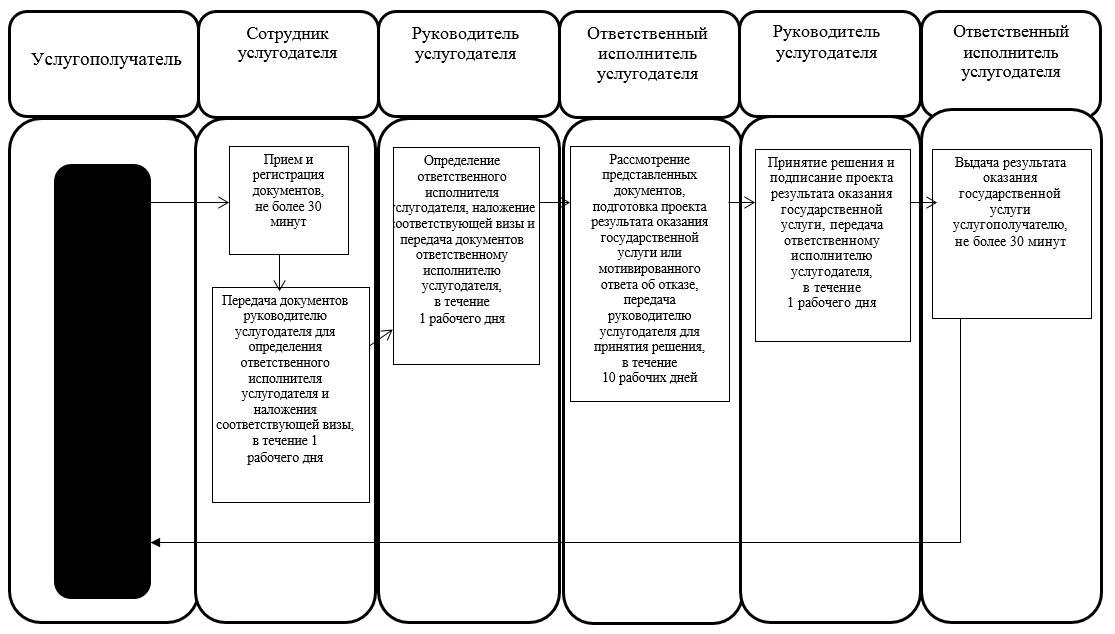 Услугополучатель
Сотрудник
услугодателя
Руководитель
услугодателя
Ответственный
исполнитель
услугодателя
Руководитель
услугодателя
Ответственный
исполнитель
услугодателя
Прием и
регистрация
документов,
не более 30
минут
Передача документов
руководителю
услугодателя для
определения
ответственного
исполнителя
услугодателя и
наложения
соответствующей визы,
в течение 1
рабочего дня
Определение
ответственного
исполнителя
услугодателя, наложение
соответствующей визы и
передача документов
ответственному
исполнителю
услугодателя,
в течение
1 рабочего дня
Рассмотрение
представленных
документов,
подготовка проекта
результата оказания
государственной
услуги или
мотивированного
ответа об отказе,
передача
руководителю
услугодателя для
принятия решения,
в течение
10 рабочих дней
Принятие решения и
подписание проекта
результата оказания
государственной
услуги, передача
ответственному
исполнителю
услугодателя,
в течение
1 рабочего дня
Выдача результата
оказания
государственной
услуги
услугополучателю,
не более 30 минут